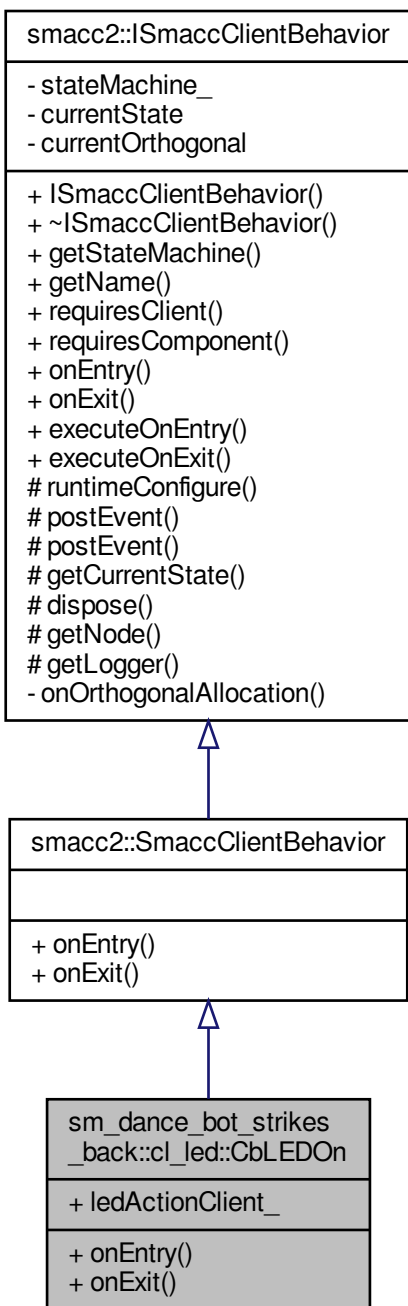 smacc2::ISmaccClientBehavior
- stateMachine_
- currentState
- currentOrthogonal
+ ISmaccClientBehavior()
+ ~ISmaccClientBehavior()
+ getStateMachine()
+ getName()
+ requiresClient()
+ requiresComponent()
+ onEntry()
+ onExit()
+ executeOnEntry()
+ executeOnExit()
# runtimeConfigure()
# postEvent()
# postEvent()
# getCurrentState()
# dispose()
# getNode()
# getLogger()
- onOrthogonalAllocation()
smacc2::SmaccClientBehavior
+ onEntry()
+ onExit()
sm_dance_bot_strikes
_back::cl_led::CbLEDOn
+ ledActionClient_
+ onEntry()
+ onExit()